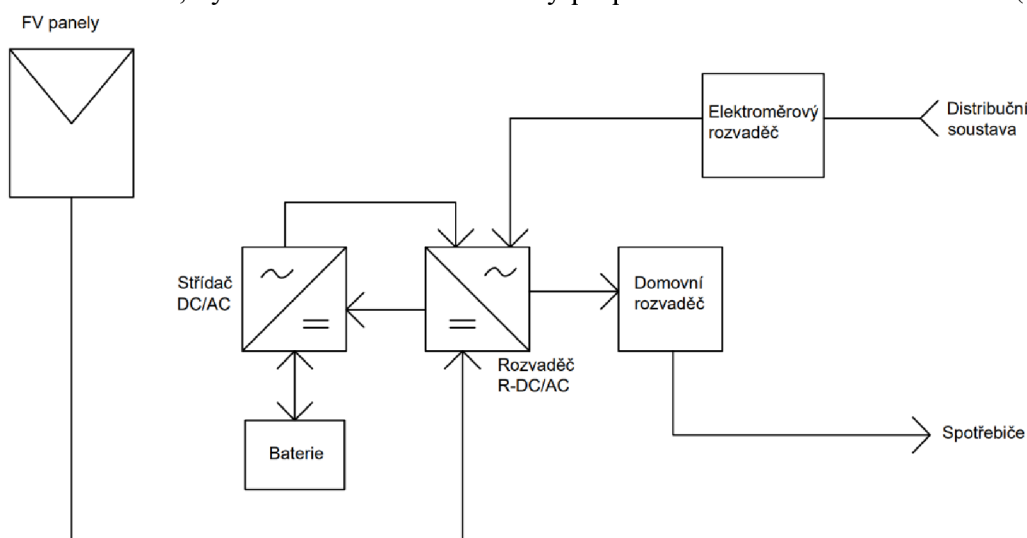 FV panely
Elektroměrový
rozvaděč
Distribuční
soustava
Střídač
DC/AC
Domovní
rozvaděč
Rozvaděč
R-DC/AC
Baterie
Spotřebiče